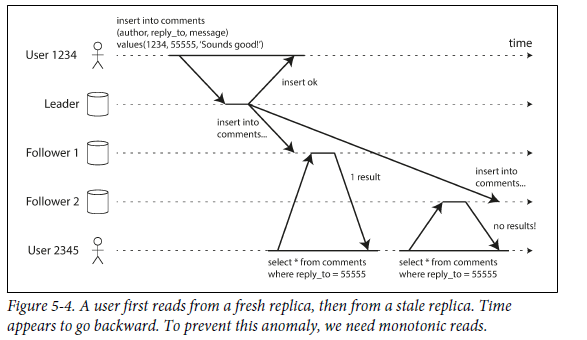 insert into comments
(author, reply_to, message)
values(1234, 55555, 'Sounds good!')
time
User 1234
insert ok
Leader
insert into
comments...
Follower 1
1 result
insert into
comments...
Follower 2
no results!
User 2345
select * from comments
where reply_to = 55555
select * from comments
where reply_to = 55555
Figure 5-4. A user first reads from a fresh replica, then from a stale replica. Time
appears to go backward. To prevent this anomaly, we need monotonic reads.